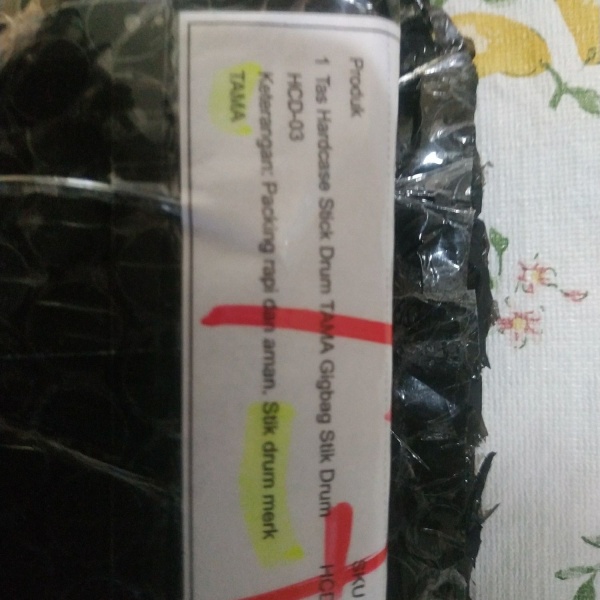 Produk SKU
1 Tas Hardcase Stick Drum TAMA Gigbag Stik Drum
HCD-03
Keterangan: Packing rapi dan aman. Stik drum merk
TAMA